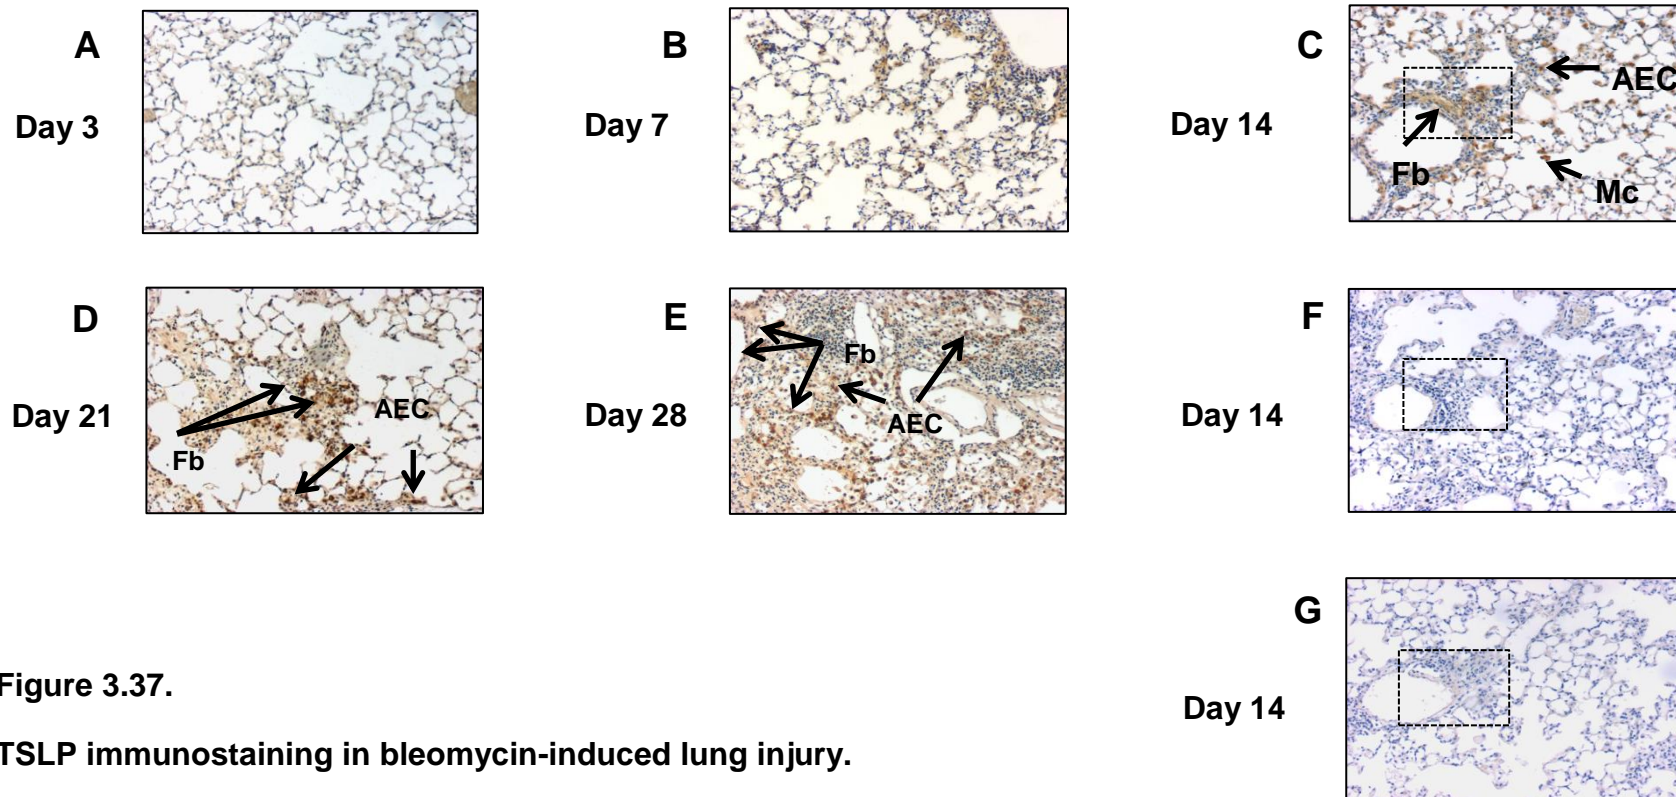 A
Day 3
B
Day 7
C
Day 14
AEC
Fb
Mc
D
Day 21
AEC
Fb
E
Day 28
Fb
AEC
F
Day 14
G
Day 14
Figure 3.37.
TSLP immunostaining in bleomycin-induced lung injury.